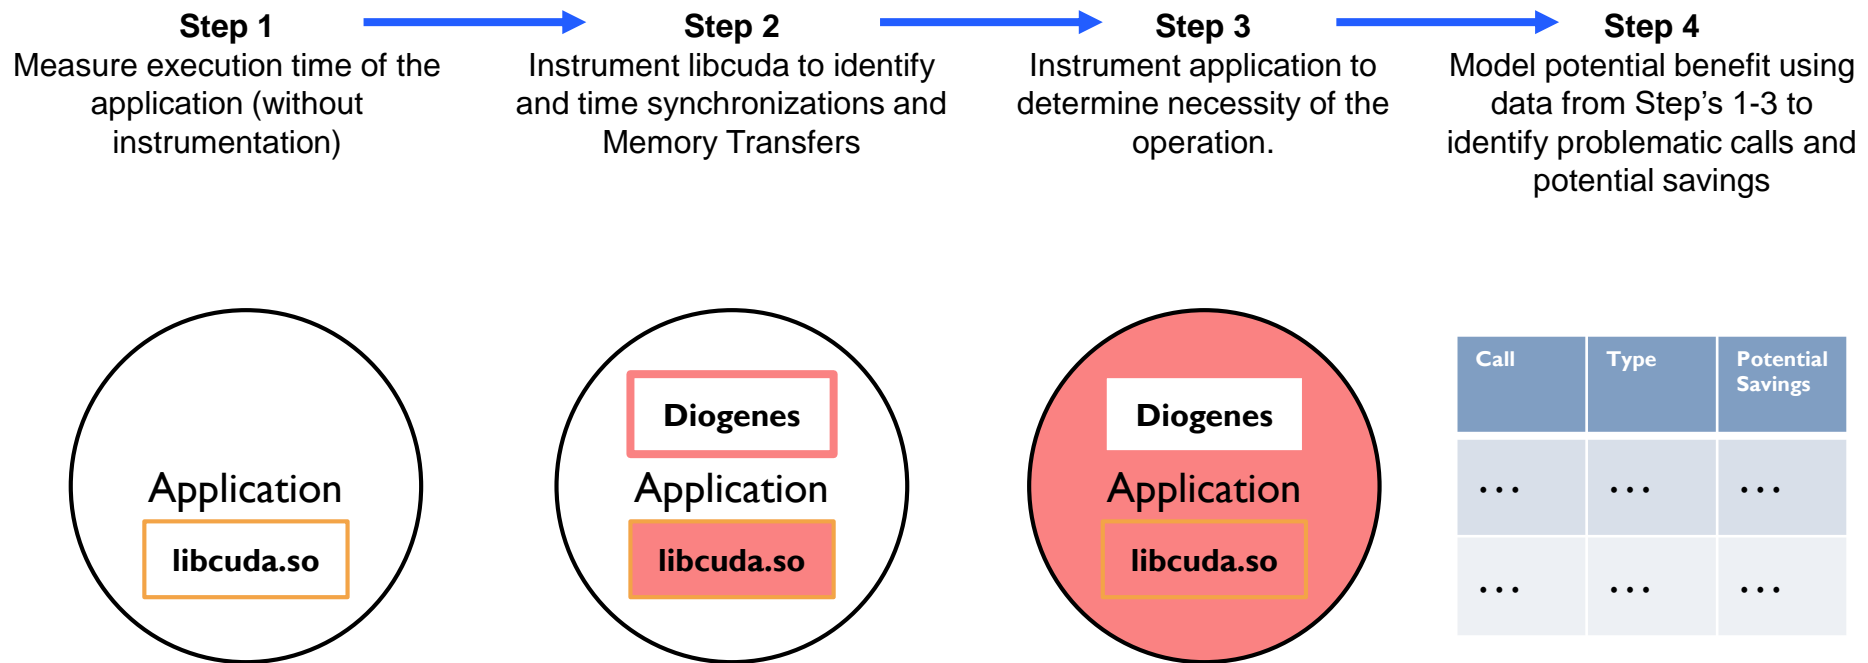 Step 1
Measure execution time of the
application (without
instrumentation)
Step 2
Instrument libcuda to identify
and time synchronizations and
Memory Transfers
Step 3
Instrument application to
determine necessity of the
operation.
Step 4
Model potential benefit using
data from Step's 1-3 to
identify problematic calls and
potential savings
Application
libcuda.so
Diogenes
Application
libcuda.so
Diogenes
Application
libcuda.so
Call Type Potential
Savings
... ... ...
... ... ...